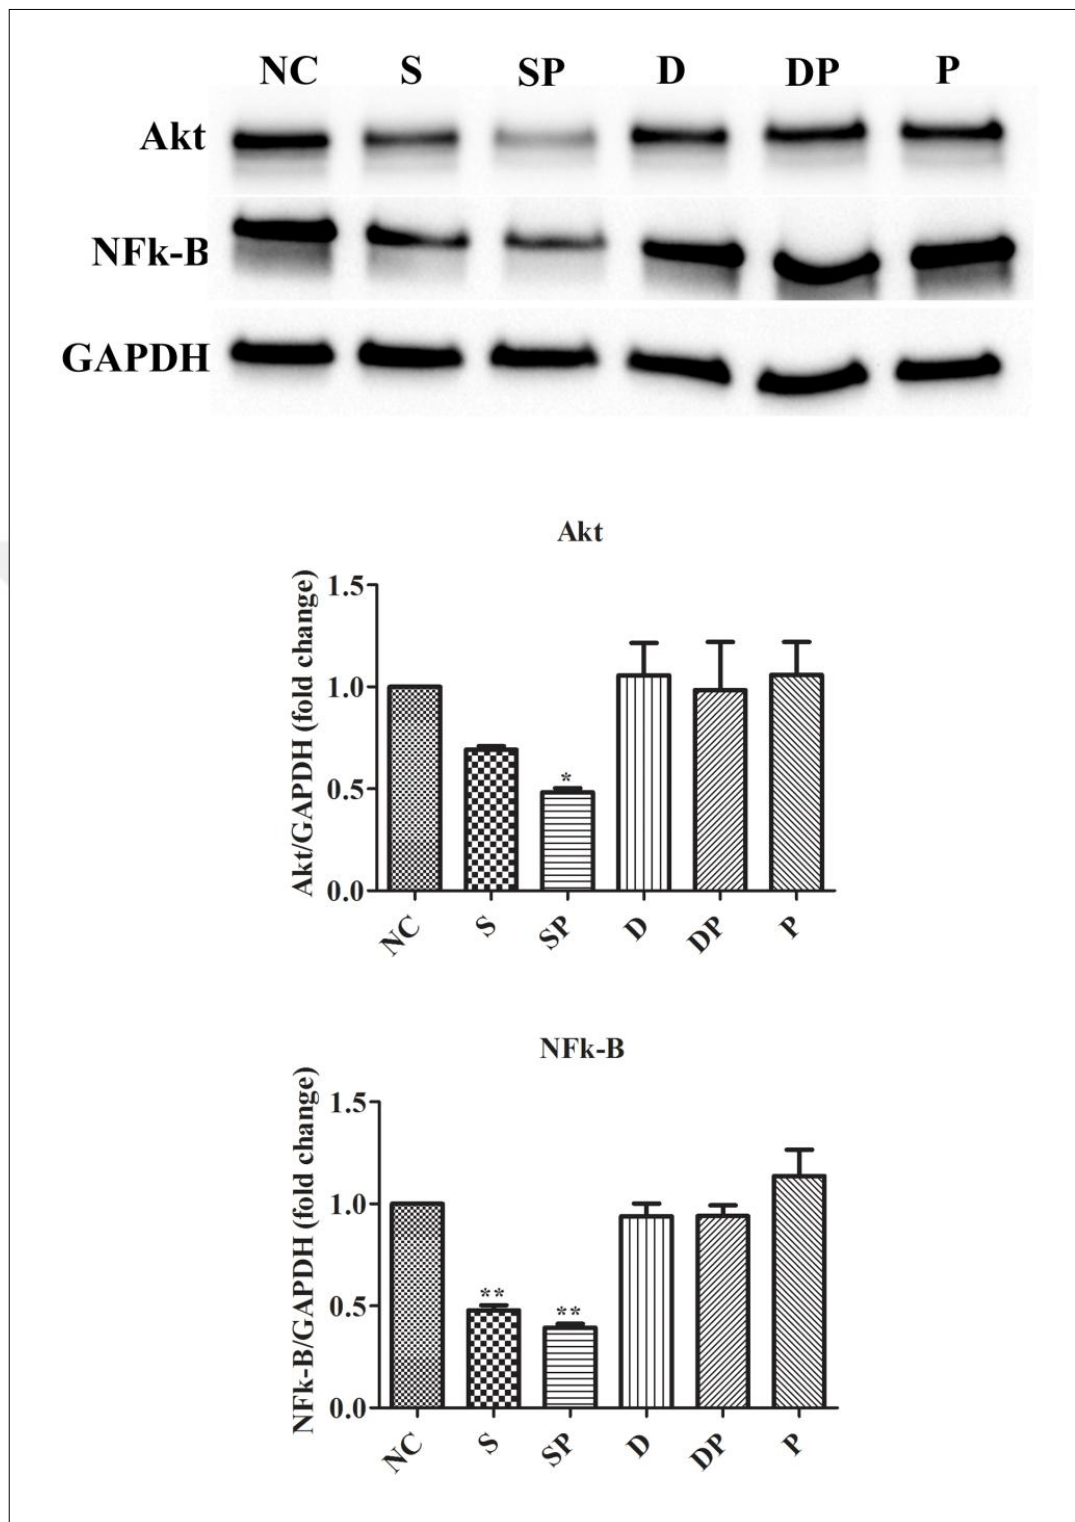 NC S SP D DP P
Akt
NFk-B
GAPDH
Akt
Akt/GAPDH (fold change)
1.5
1.0
0.5
0.0
*
NC S SP D DP P
NFk-B
NFk-B/GAPDH (fold change)
1.5
1.0
0.5
0.0
** **
NC S SP D DP P